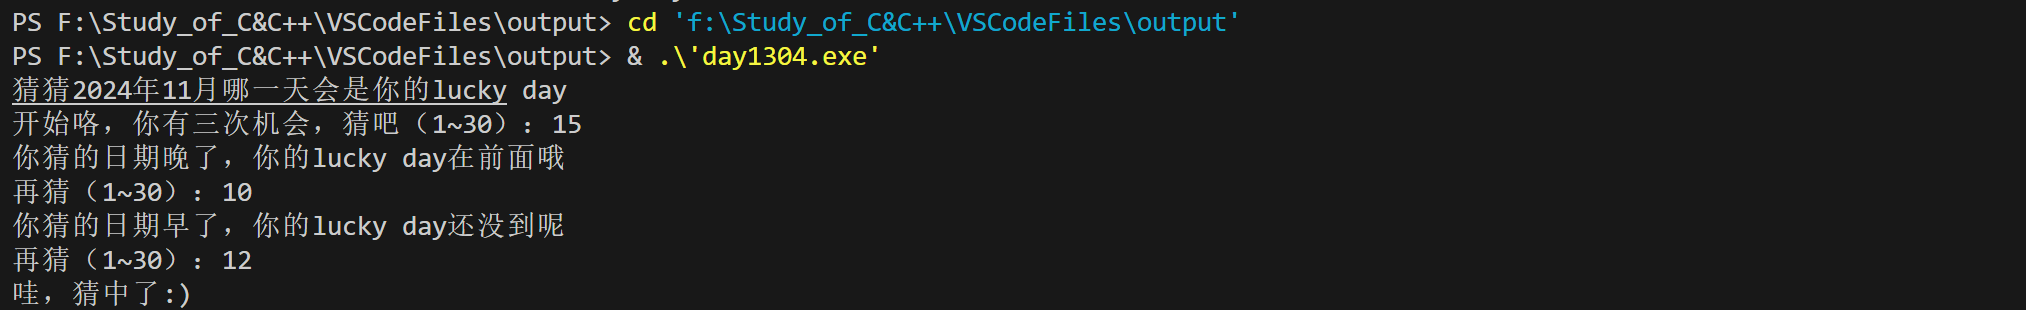 PS F:\Study_of_C&C++\VSCodeFiles\output> cd 'f:\Study_of_C&C++\VSCodeFiles\output'
PS F:\Study_of_C&C++\VSCodeFiles\output> & .\'day1304.exe'
猜猜2024年11月哪一天会是你的lucky day
开始咯，你有三次机会，猜吧（1~30）：15
你猜的日期晚了，你的lucky day在前面哦
再猜（1~30）：10
你猜的日期早了，你的lucky day还没到呢
再猜（1~30）：12
哇，猜中了:)